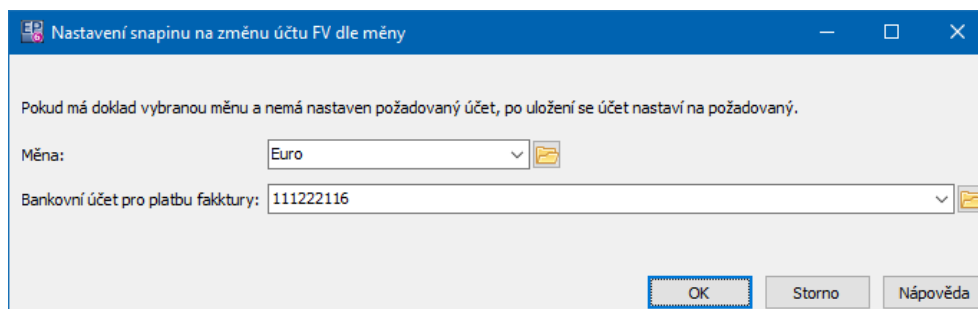 EP6 Nastavení snapinu na změnu účtu FV dle měny
Pokud má doklad vybranou měnu a nemá nastaven požadovaný účet, po uložení se účet nastaví na požadovaný.
Měna: Euro
Bankovní účet pro platbu fakktury: 111222116
OK Storno Nápověda